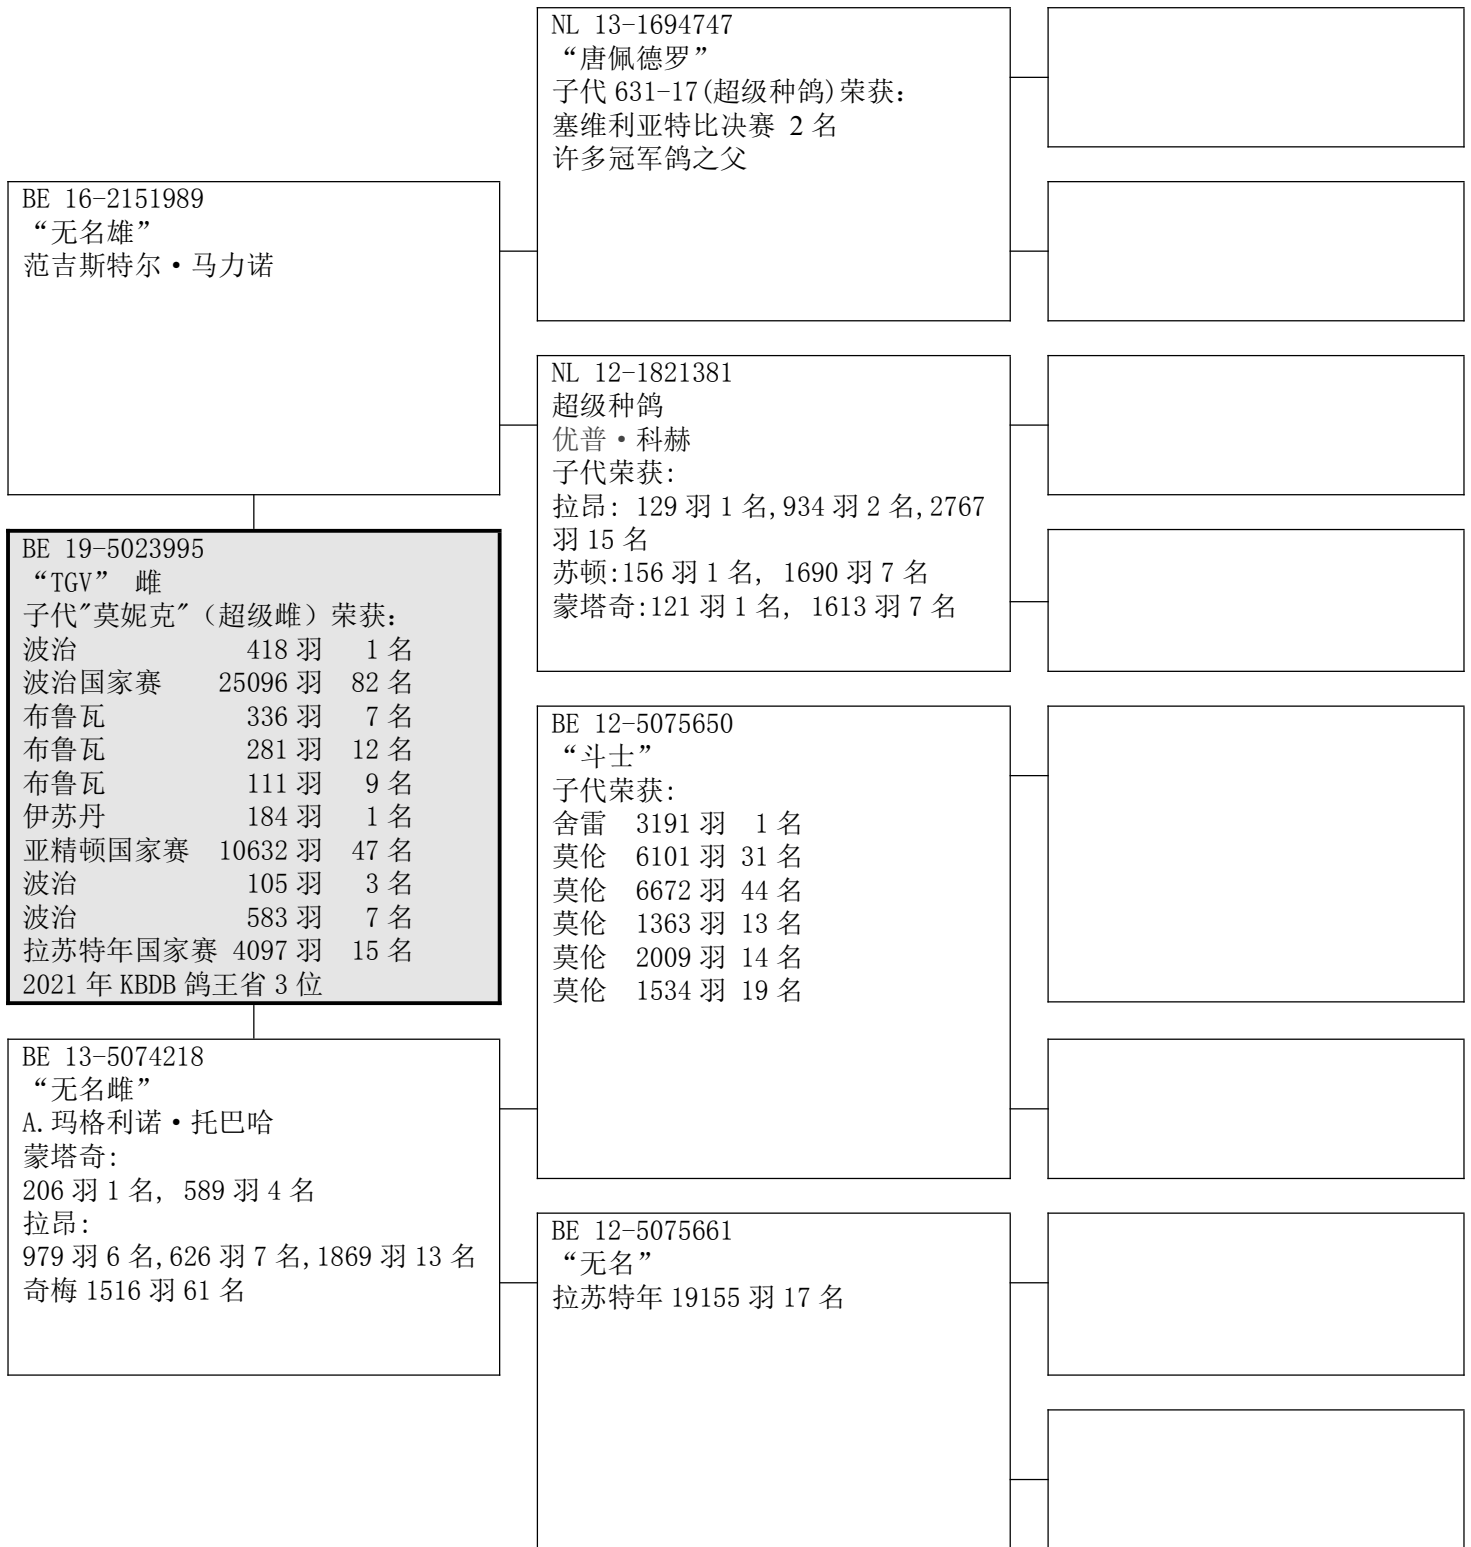 NL 13-1694747
“唐佩德罗”
子代 631-17(超级种鸽)荣获：
塞维利亚特比决赛 2 名
许多冠军鸽之父
BE 16-2151989
“无名雄”
范吉斯特尔·马力诺
NL 12-1821381
超级种鸽
优普·科赫
子代荣获：
拉昂: 129 羽 1 名,934 羽 2 名,2767
羽 15 名
苏顿:156 羽 1 名, 1690 羽 7 名
蒙塔奇:121 羽 1 名, 1613 羽 7 名
BE 19-5023995
“TGV” 雌
子代"莫妮克"（超级雌）荣获：
波治 418 羽 1 名
波治国家赛 25096 羽 82 名
布鲁瓦 336 羽 7 名
布鲁瓦 281 羽 12 名
布鲁瓦 111 羽 9 名
伊苏丹 184 羽 1 名
亚精顿国家赛 10632 羽 47 名
波治 105 羽 3 名
波治 583 羽 7 名
拉苏特年国家赛 4097 羽 15 名
2021 年 KBDB 鸽王省 3 位
BE 12-5075650
“斗士”
子代荣获：
舍雷 3191 羽 1 名
莫伦 6101 羽 31 名
莫伦 6672 羽 44 名
莫伦 1363 羽 13 名
莫伦 2009 羽 14 名
莫伦 1534 羽 19 名
BE 13-5074218
“无名雌”
A.玛格利诺·托巴哈
蒙塔奇：
206 羽 1 名, 589 羽 4 名
拉昂：
979 羽 6 名,626 羽 7 名,1869 羽 13 名
奇梅 1516 羽 61 名
BE 12-5075661
“无名”
拉苏特年 19155 羽 17 名